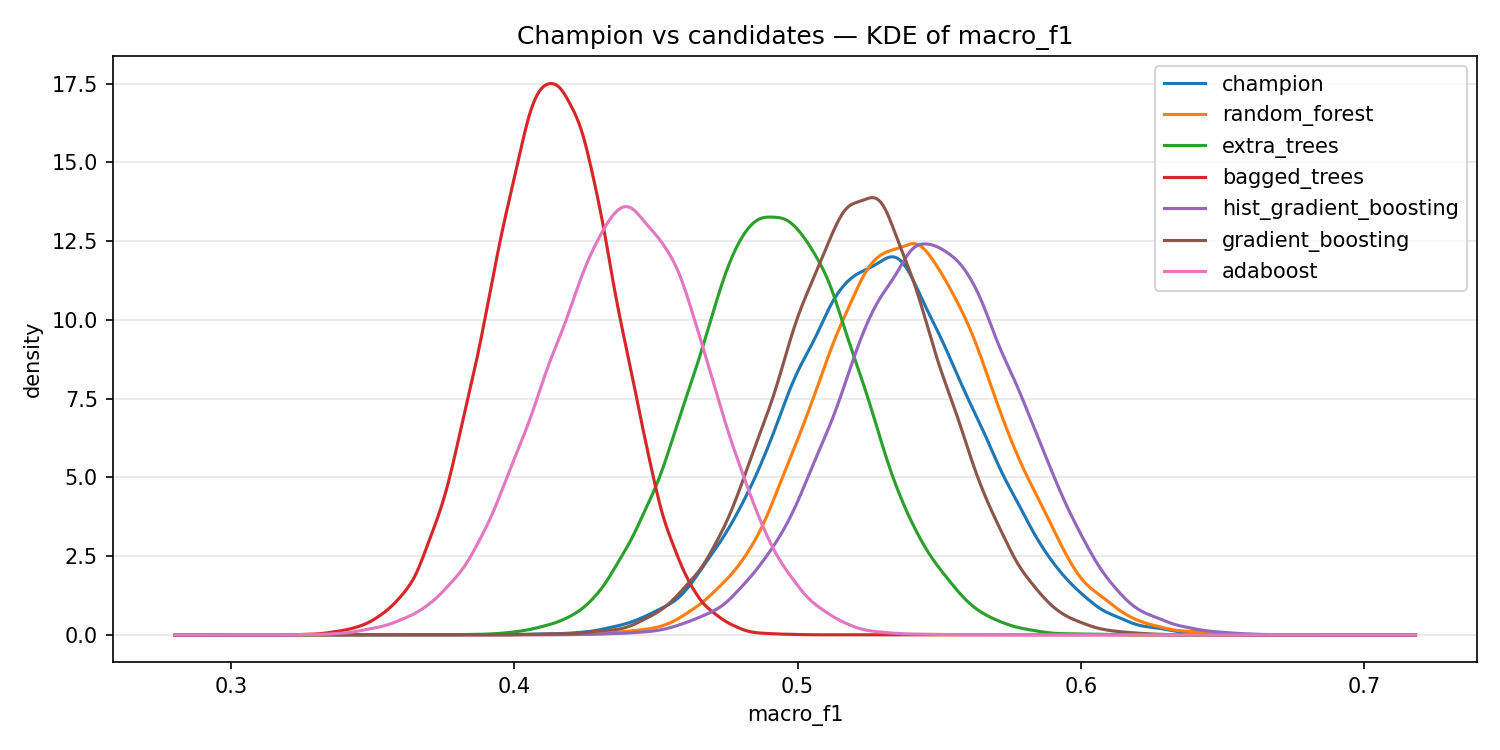 Champion vs candidates — KDE of macro_f1
17.5
15.0
12.5
10.0
7.5
5.0
2.5
0.0
density
0.3
0.4
0.5
0.6
0.7
macro_f1
champion
random_forest
extra_trees
bagged_trees
hist_gradient_boosting
gradient_boosting
adaboost